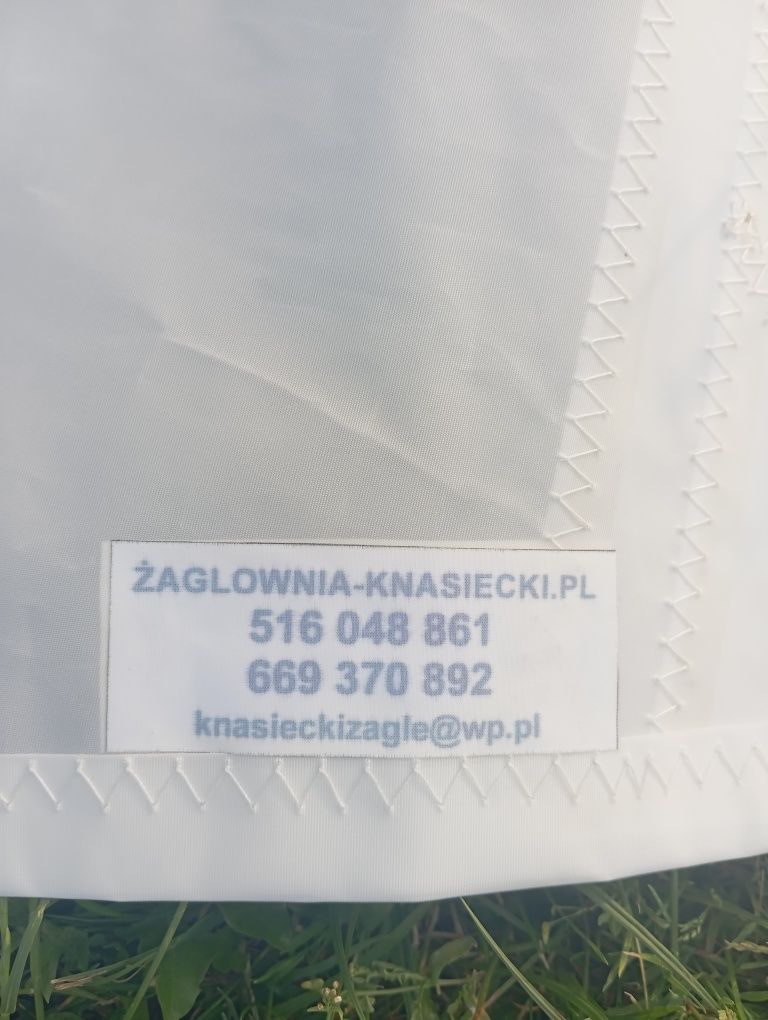 ŻAGLOWNIA-KNASIECKI.PL
516 048 861
669 370 892
knasieckizagle@wp.pl